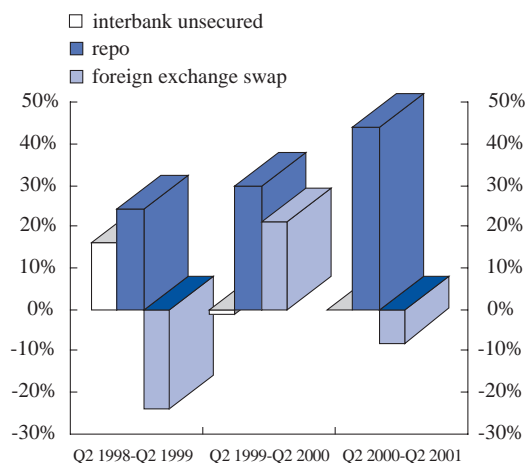 interbank unsecured
repo
foreign exchange swap
50% 50%
40% 40%
30% 30%
20% 20%
10% 10%
0% 0%
-10% -10%
-20% -20%
-30% -30%
Q2 1998-Q2 1999 Q2 1999-Q2 2000 Q2 2000-Q2 2001